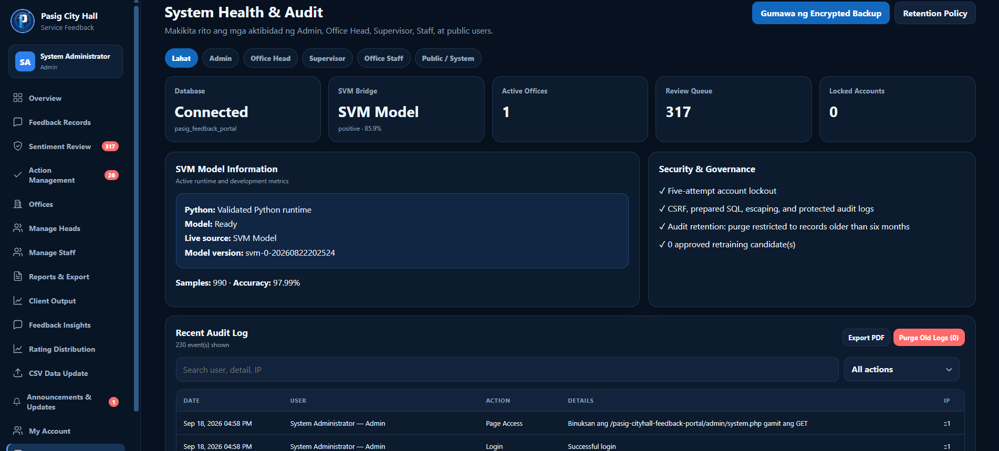 Pasig City Hall
Service Feedback
SA
System Administrator
Admin
Overview
Feedback Records
Sentiment Review 317
Action Management 20
Offices
Manage Heads
Manage Staff
Reports & Export
Client Output
Feedback Insights
Rating Distribution
CSV Data Update
Announcements & Updates 1
My Account
System Health & Audit
Makikita rito ang mga aktibidad ng Admin, Office Head, Supervisor, Staff, at public users.
Gumawa ng Encrypted Backup
Retention Policy
Lahat Admin Office Head Supervisor Office Staff Public / System
Database
Connected
pasig_feedback_portal
SVM Bridge
SVM Model
positive · 85.9%
Active Offices
1
Review Queue
317
Locked Accounts
0
SVM Model Information
Active runtime and development metrics
Python: Validated Python runtime
Model: Ready
Live source: SVM Model
Model version: svm-0-20260822202524
Samples: 990 · Accuracy: 97.99%
Security & Governance
✓ Five-attempt account lockout
✓ CSRF, prepared SQL, escaping, and protected audit logs
✓ Audit retention: purge restricted to records older than six months
✓ 0 approved retraining candidate(s)
Recent Audit Log
230 event(s) shown
Export PDF
Purge Old Logs (0)
Search user, detail, IP
All actions
DATE USER ACTION DETAILS IP
Sep 18, 2026 04:58 PM System Administrator — Admin Page Access Binuksan ang /pasig-cityhall-feedback-portal/admin/system.php gamit ang GET ::1
Sep 18, 2026 04:58 PM System Administrator — Admin Login Successful login ::1